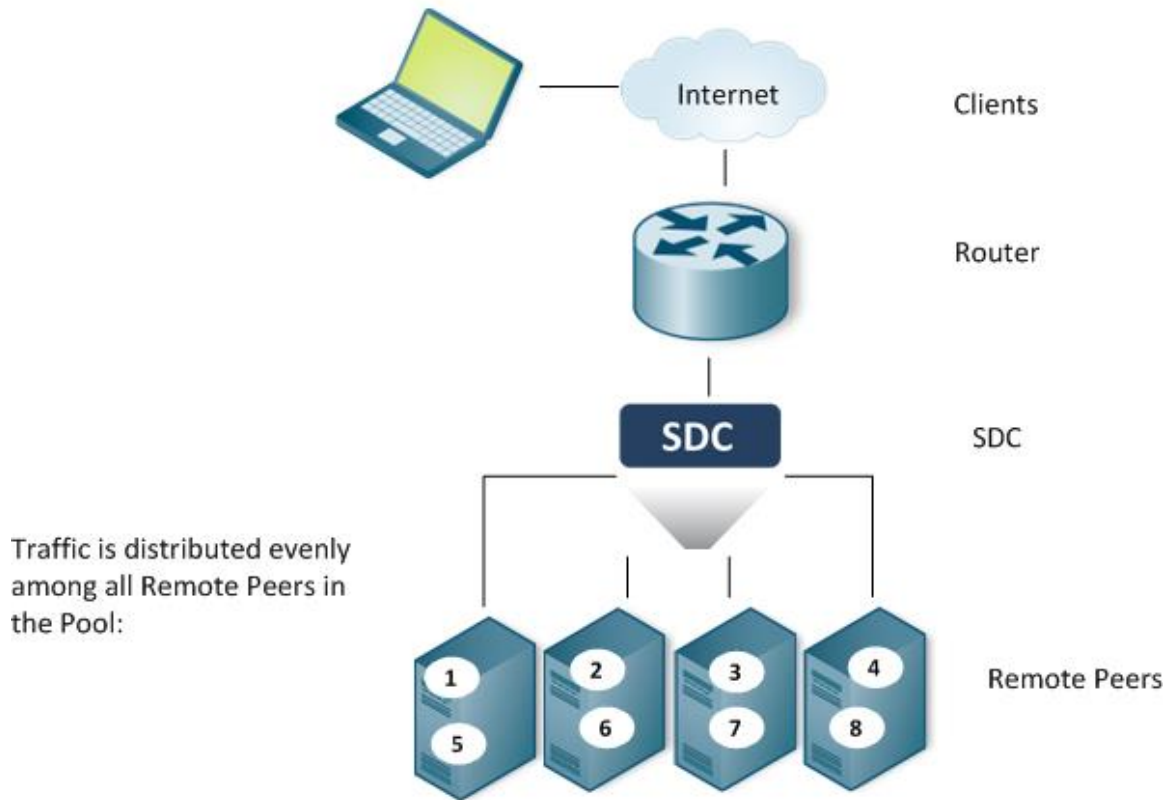 Internet
Clients
Router
SDC
SDC
Traffic is distributed evenly
among all Remote Peers in
the Pool:
1
2
3
4
Remote Peers
5
6
7
8